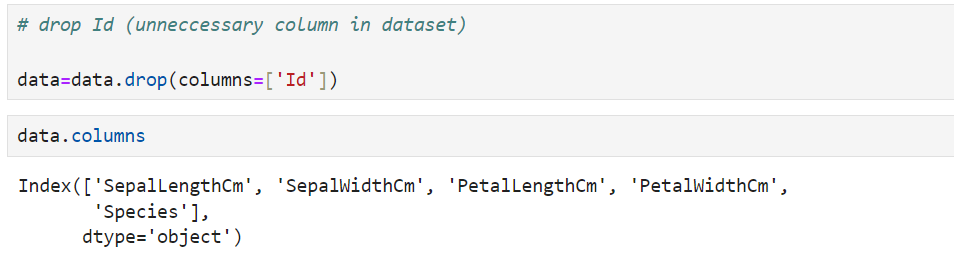 # drop Id (unneccessary column in dataset)
data=data.drop(columns=['Id'])
data.columns
Index(['SepalLengthCm', 'SepalWidthCm', 'PetalLengthCm', 'PetalWidthCm',
'Species'],
dtype='object')